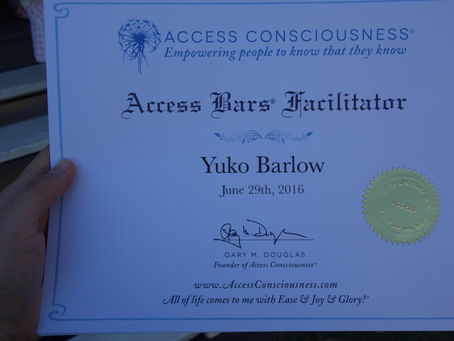 ACCESS CONSCIOUSNESS®
Empowering people to know that they know
Access Bars® Facilitator
Yuko Barlow
June 29th, 2016
GARY M. DOUGLAS
Founder of Access Consciousness®
www.AccessConsciousness.com
All of life comes to me with Ease & Joy & Glory!®